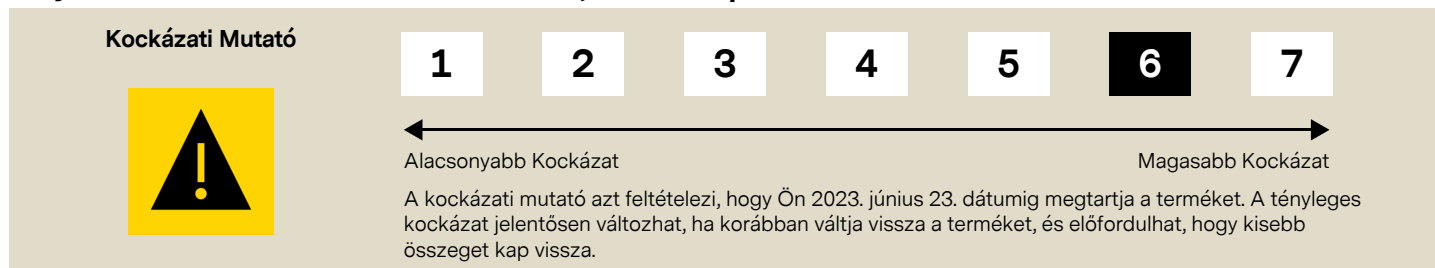 Kockázati Mutató
1 2 3 4 5 6 7
Alacsonyabb Kockázat Magasabb Kockázat
A kockázati mutató azt feltételezi, hogy Ön 2023. június 23. dátumig megtartja a terméket. A tényleges
kockázat jelentősen változhat, ha korábban váltja vissza a terméket, és előfordulhat, hogy kisebb
összeget kap vissza.